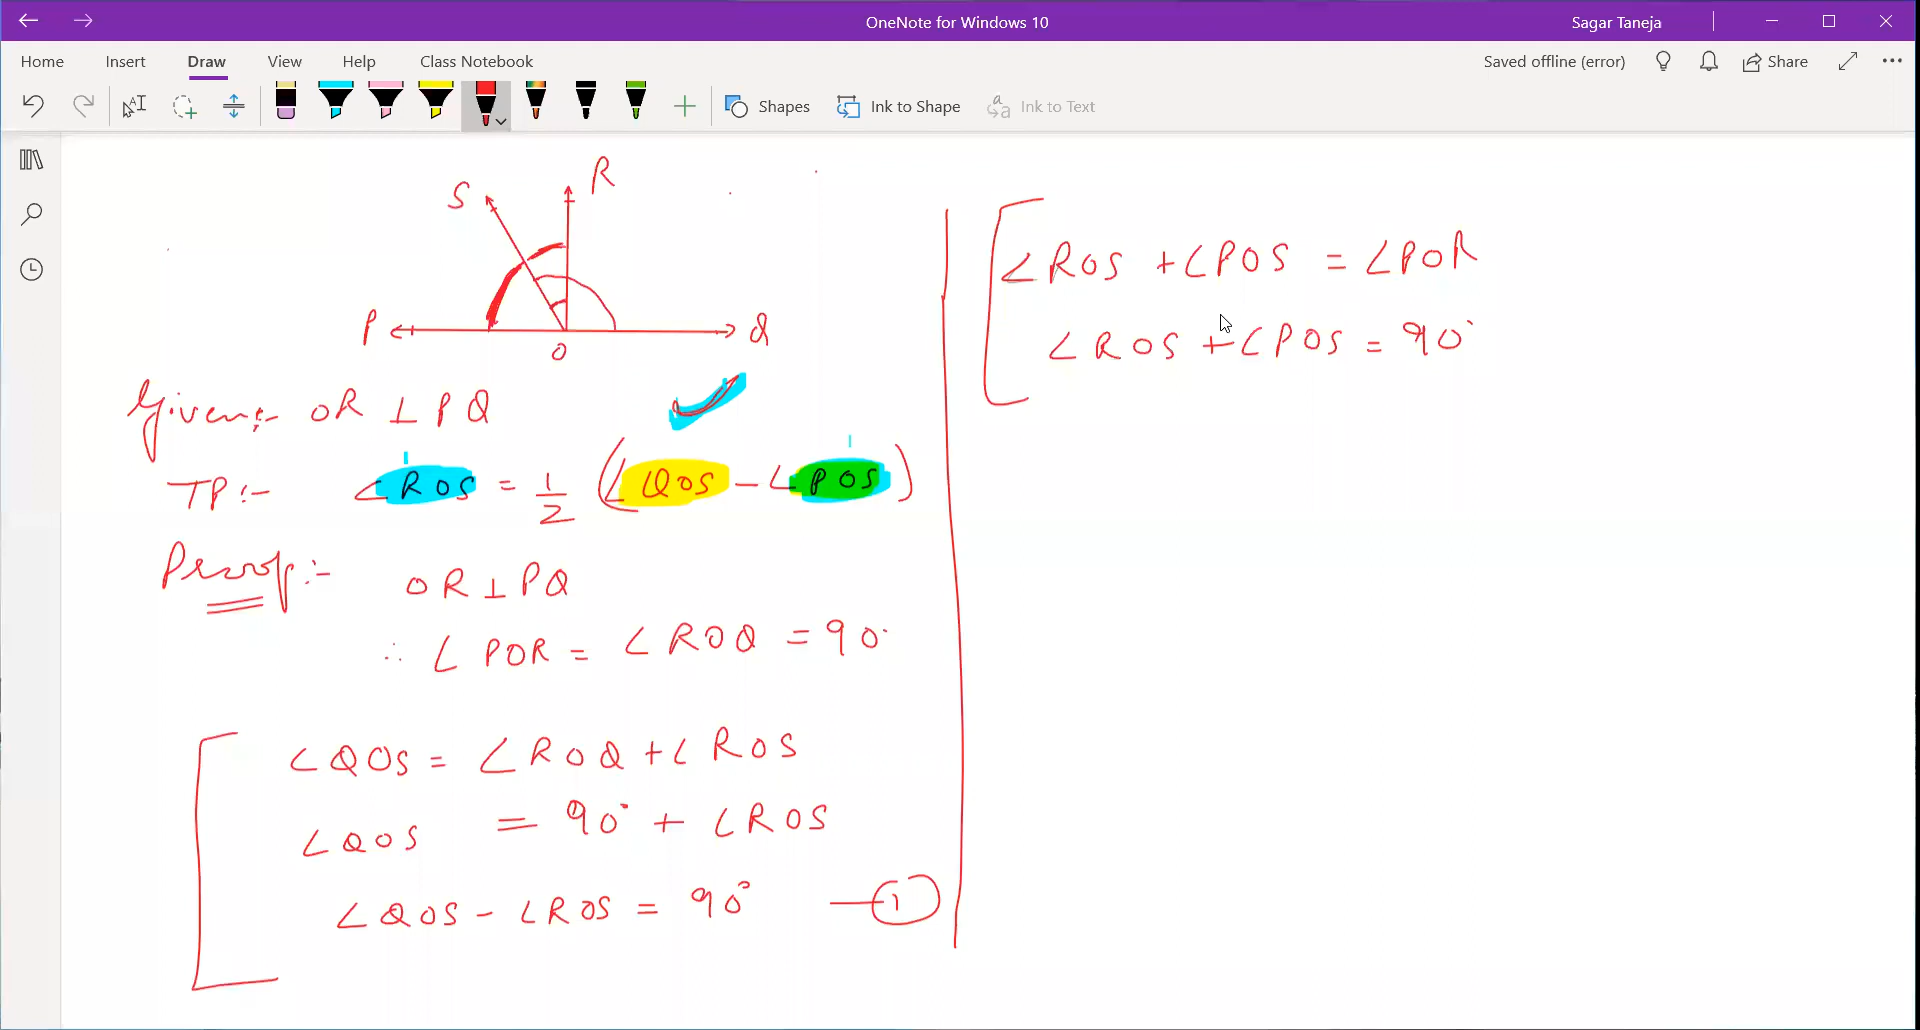 OneNote for Windows 10
Sagar Taneja
Home Insert Draw View Help Class Notebook
Saved offline (error) Share
Shapes Ink to Shape Ink to Text
S R
P O Q
Given:- OR ⊥ PQ
TP:- ∠ROS = 1/2 (∠QOS - ∠POS)
Proof:- OR ⊥ PQ
∴ ∠POR = ∠ROQ = 90°
∠QOS = ∠ROQ + ∠ROS
∠QOS = 90° + ∠ROS
∠QOS - ∠ROS = 90° —①
∠ROS + ∠POS = ∠POR
∠ROS + ∠POS = 90°